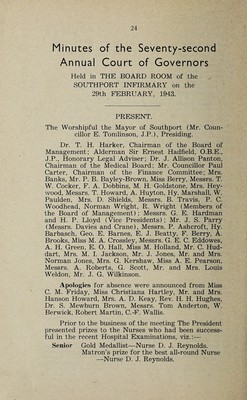 24
Minutes of the Seventy-second
Annual Court of Governors
Held in THE BOARD ROOM of the
SOUTHPORT INFIRMARY on the
29th FEBRUARY, 1943.
PRESENT.
The Worshipful the Mayor of Southport (Mr. Coun-
cillor E. Tomlinson, J.P.), Presiding.
Dr. T. H. Harker, Chairman of the Board of
Management; Alderman Sir Ernest Hadfield, O.B.E.,
J.P., Honorary Legal Adviser; Dr. J. Allison Panton,
Chairman of the Medical Board; Mr. Councillor Paul
Carter, Chairman of the Finance Committee; Mrs.
Banks, Mr. P. B. Bayley-Brown, Miss Berry, Messrs. T.
W. Cocker, F. A. Dobbins, M. H. Goldstone, Mrs. Hey-
wood, Messrs. T. Howard, A. Huyton, Hy. Marshall, W.
Paulden, Mrs. D. Shields, Messrs. B. Travis, P. C.
Woodhead, Norman Wright, R. Wright (Members of
the Board of Management); Messrs. G. R. Hardman
and H. P. Lloyd (Vice Presidents); Mr. J. S. Parry
(Messrs. Davies and Crane), Messrs. P. Ashcroft, Hy.
Barbasch, Geo. E. Barnes, E. J. Beatty, F. Berry, A.
Brooks, Miss M. A. Crossley, Messrs. G. E. C. Eddowes,
A. H. Green, E. O. Hall, Miss M. Holland, Mr. C. Hud-
dart, Mrs. M. I. Jackson, Mr. J. Jones, Mr. and Mrs.
Norman Jones, Mrs. G. Kershaw, Miss A. E. Pearson,
Messrs. A. Roberts, G. Scott, Mr. and Mrs. Louis
Weldon, Mr. J. G. Wilkinson.
Apologies for absence were announced from Miss
C. M. Friday, Miss Christiana Hartley, Mr. and Mrs.
Hanson Howard, Mrs. A. D. Keay, Rev. H. H. Hughes,
Dr. S. Mewburn Brown, Messrs. Tom Anderton, W.
Berwick, Robert Martin, C.-F. Wallis.
Prior to the business of the meeting The President
presented prizes to the Nurses who had been success-
ful in the recent Hospital Examinations, viz.:—
Senior Gold Medallist—Nurse D. J. Reynolds.
Matron's prize for the best all-round Nurse
—Nurse D. J. Reynolds.